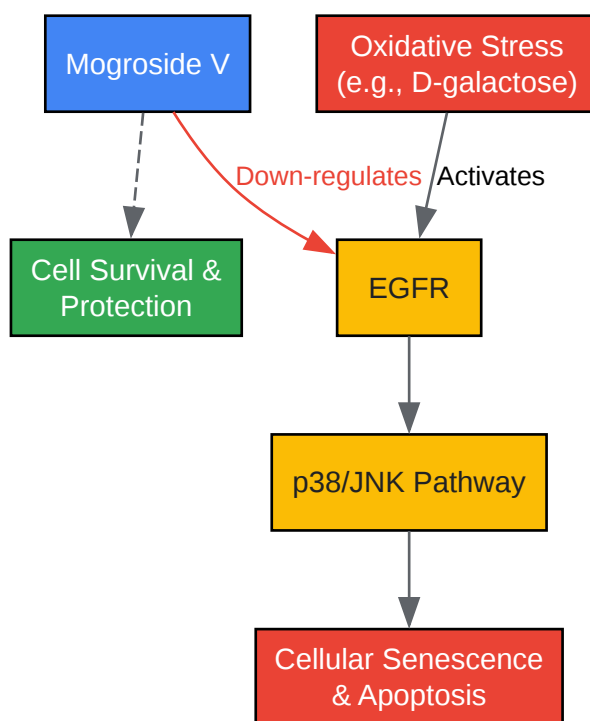 Mogroside V
Oxidative Stress
(e.g., D-galactose)
Down-regulates
Activates
Cell Survival &
Protection
EGFR
p38/JNK Pathway
Cellular Senescence
& Apoptosis